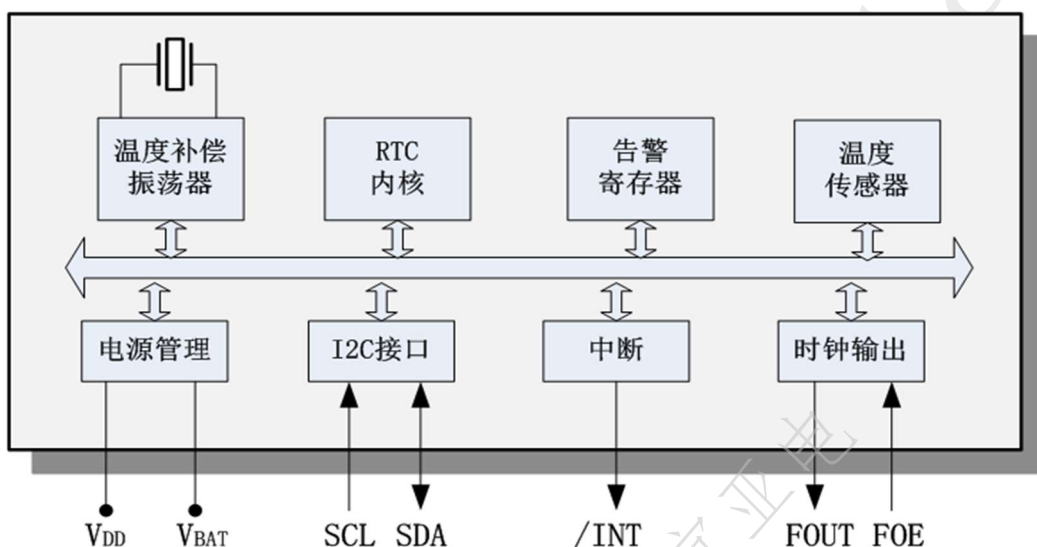 温度补偿
振荡器
RTC
内核
告警
寄存器
温度
传感器
电源管理
I2C接口
中断
时钟输出
VDD
VBAT
SCL
SDA
/INT
FOUT
FOE
亚电